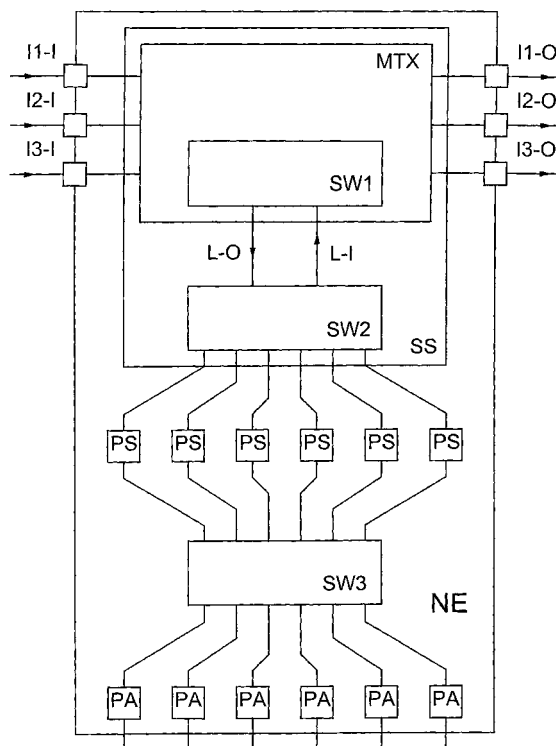 I1-I MTX I1-O
I2-I I2-O
I3-I I3-O
SW1
L-O L-I
SW2
SS
PS PS PS PS PS PS
SW3
NE
PA PA PA PA PA PA